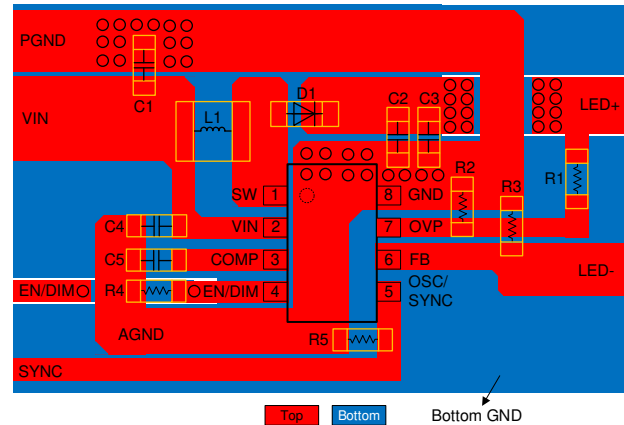 PGND
C1
VIN
L1
D1
C2
C3
LED+
R2
R3
R1
SW 1
8 GND
C4
VIN 2
7 OVP
C5
COMP 3
6 FB
LED-
EN/DIM
R4
EN/DIM 4
5 OSC/
SYNC
AGND
R5
SYNC
Top
Bottom
Bottom GND